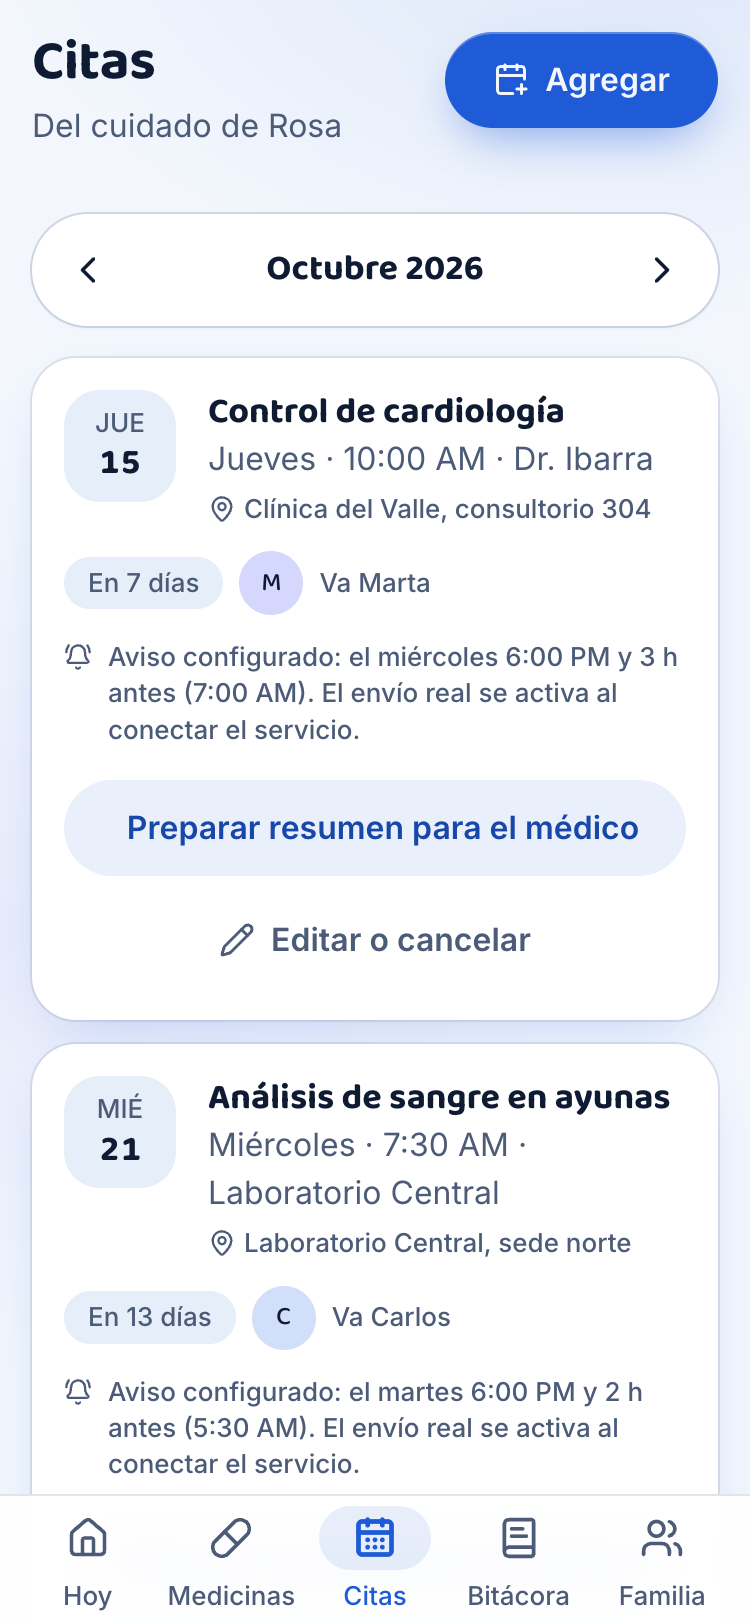 Citas
Agregar
Del cuidado de Rosa
Octubre 2026
JUE
15
Control de cardiología
Jueves · 10:00 AM · Dr. Ibarra
Clínica del Valle, consultorio 304
En 7 días
M
Va Marta
Aviso configurado: el miércoles 6:00 PM y 3 h
antes (7:00 AM). El envío real se activa al
conectar el servicio.
Preparar resumen para el médico
Editar o cancelar
MIÉ
21
Análisis de sangre en ayunas
Miércoles · 7:30 AM ·
Laboratorio Central
Laboratorio Central, sede norte
En 13 días
C
Va Carlos
Aviso configurado: el martes 6:00 PM y 2 h
antes (5:30 AM). El envío real se activa al
conectar el servicio.
Hoy
Medicinas
Citas
Bitácora
Familia